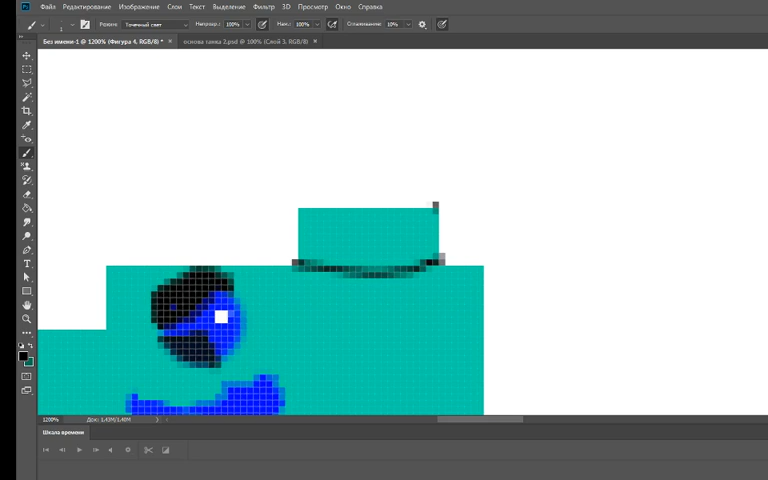 Файл Редактирование Изображение Слои Текст Выделение Фильтр 3D Просмотр Окно Справка
Режим: Точечный свет 100% Наж.: 100% Сглаживание: 10%
Без имени-1 @ 1200% (Фигура 4, RGB/8) * × основа танка 2.psd @ 100% (Слой 3, RGB/8) ×
1200% Док: 1,43M/1,40M
Шкала времени